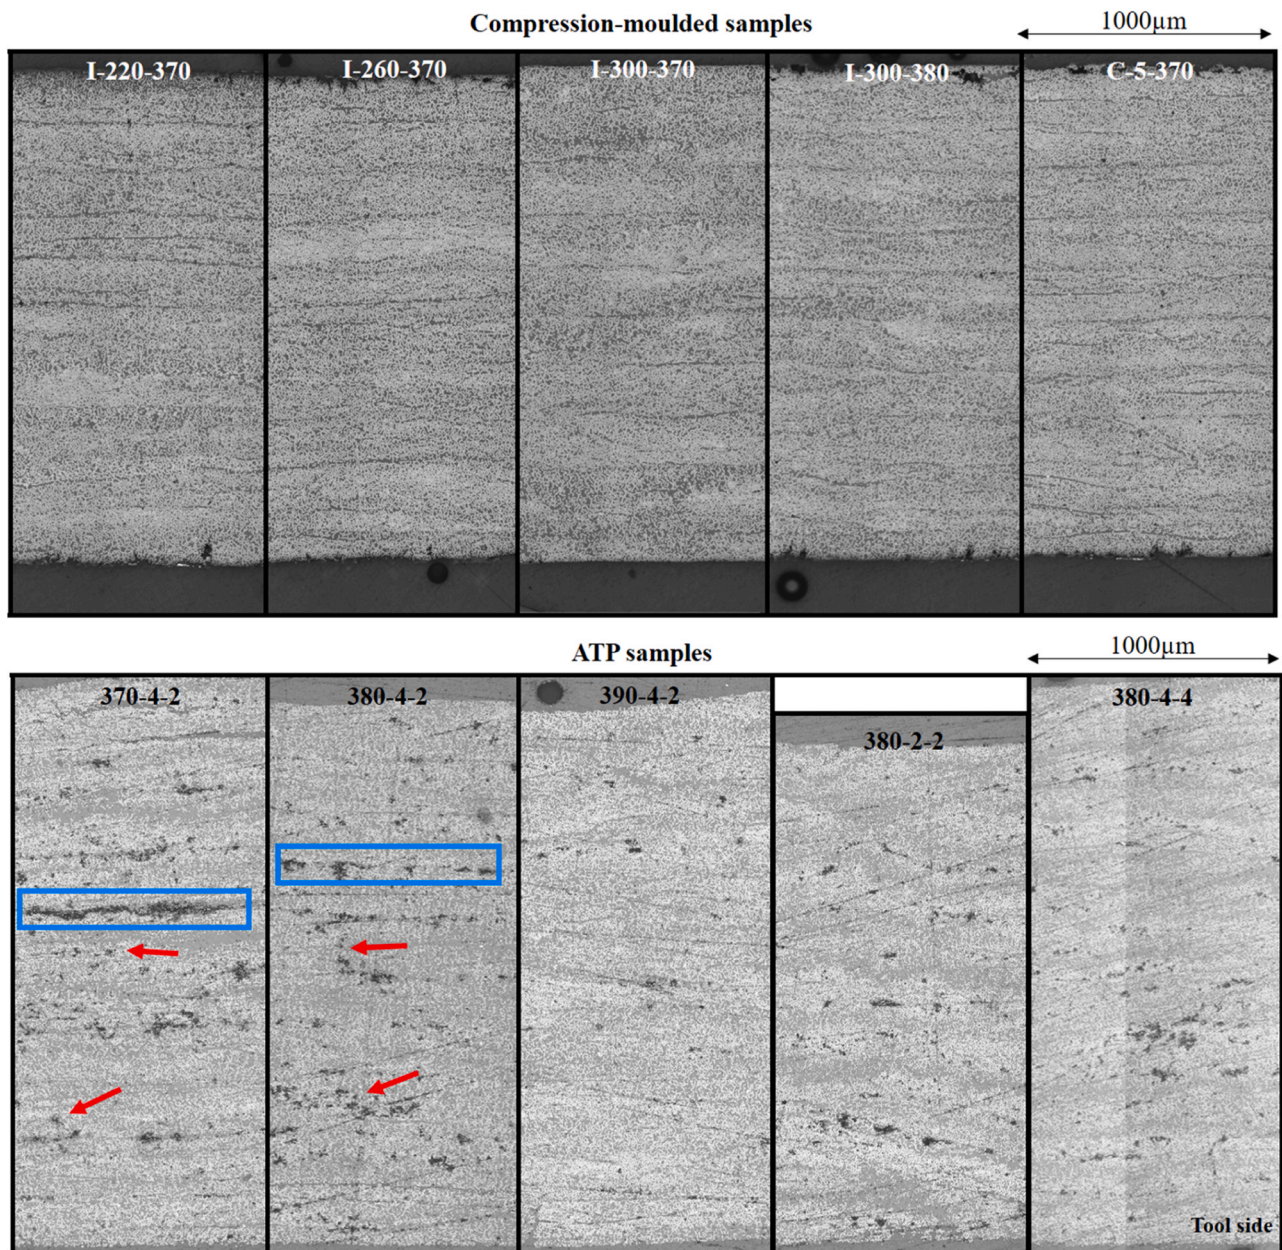 Compression-moulded samples
1000µm
I-220-370
I-260-370
I-300-370
I-300-380
C-5-370
ATP samples
1000µm
370-4-2
380-4-2
390-4-2
380-2-2
380-4-4
Tool side